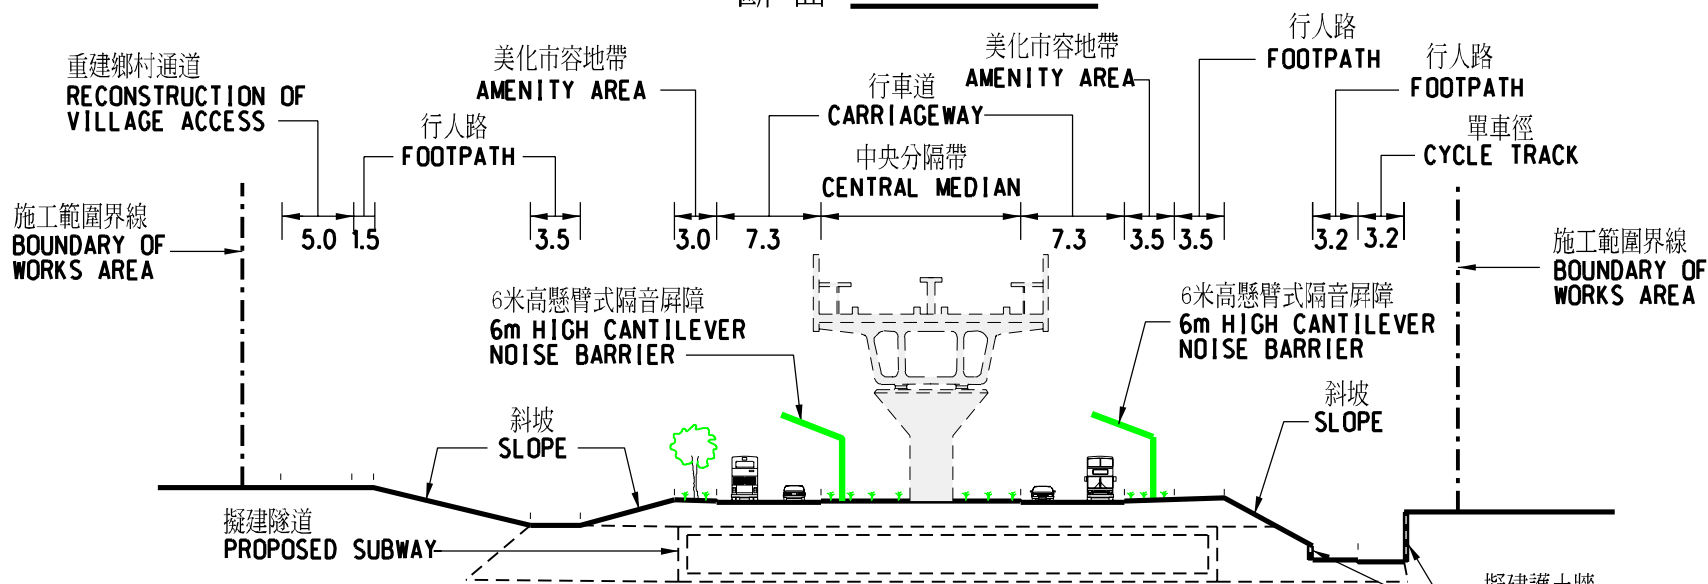 斷 面
重建鄉村通道
RECONSTRUCTION OF
VILLAGE ACCESS
美化市容地帶
AMENITY AREA
行人路
FOOTPATH
行車道
CARRIAGEWAY
中央分隔帶
CENTRAL MEDIAN
美化市容地帶
AMENITY AREA
行人路
FOOTPATH
行人路
FOOTPATH
單車徑
CYCLE TRACK
施工範圍界線
BOUNDARY OF
WORKS AREA
5.0 1.5 3.5 3.0 7.3 7.3 3.5 3.5 3.2 3.2
施工範圍界線
BOUNDARY OF
WORKS AREA
6米高懸臂式隔音屏障
6m HIGH CANTILEVER
NOISE BARRIER
6米高懸臂式隔音屏障
6m HIGH CANTILEVER
NOISE BARRIER
斜坡
SLOPE
斜坡
SLOPE
擬建隧道
PROPOSED SUBWAY
擬建護土牆